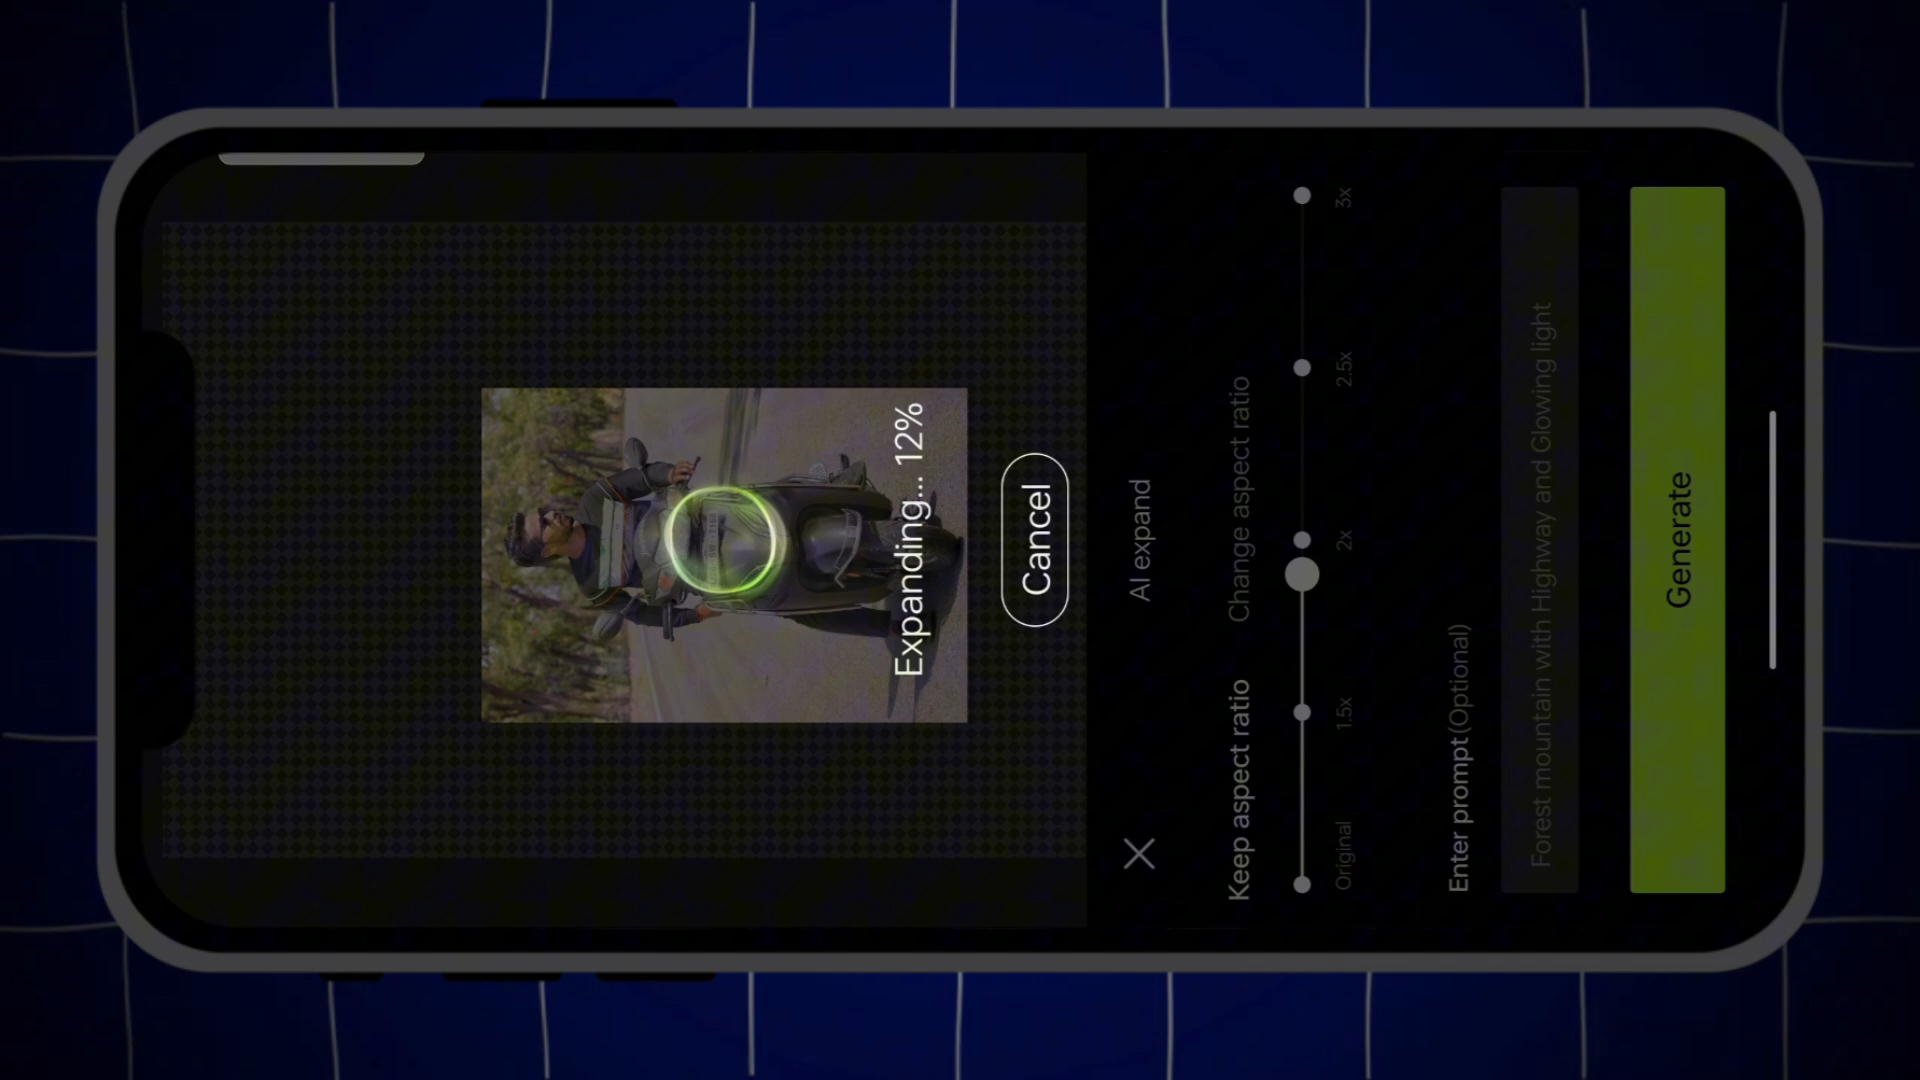 Expanding... 12%
Cancel
AI expand
Keep aspect ratio Change aspect ratio
Original 1.5x 2x 2.5x 3x
Enter prompt(Optional)
Forest mountain with Highway and Glowing light
Generate